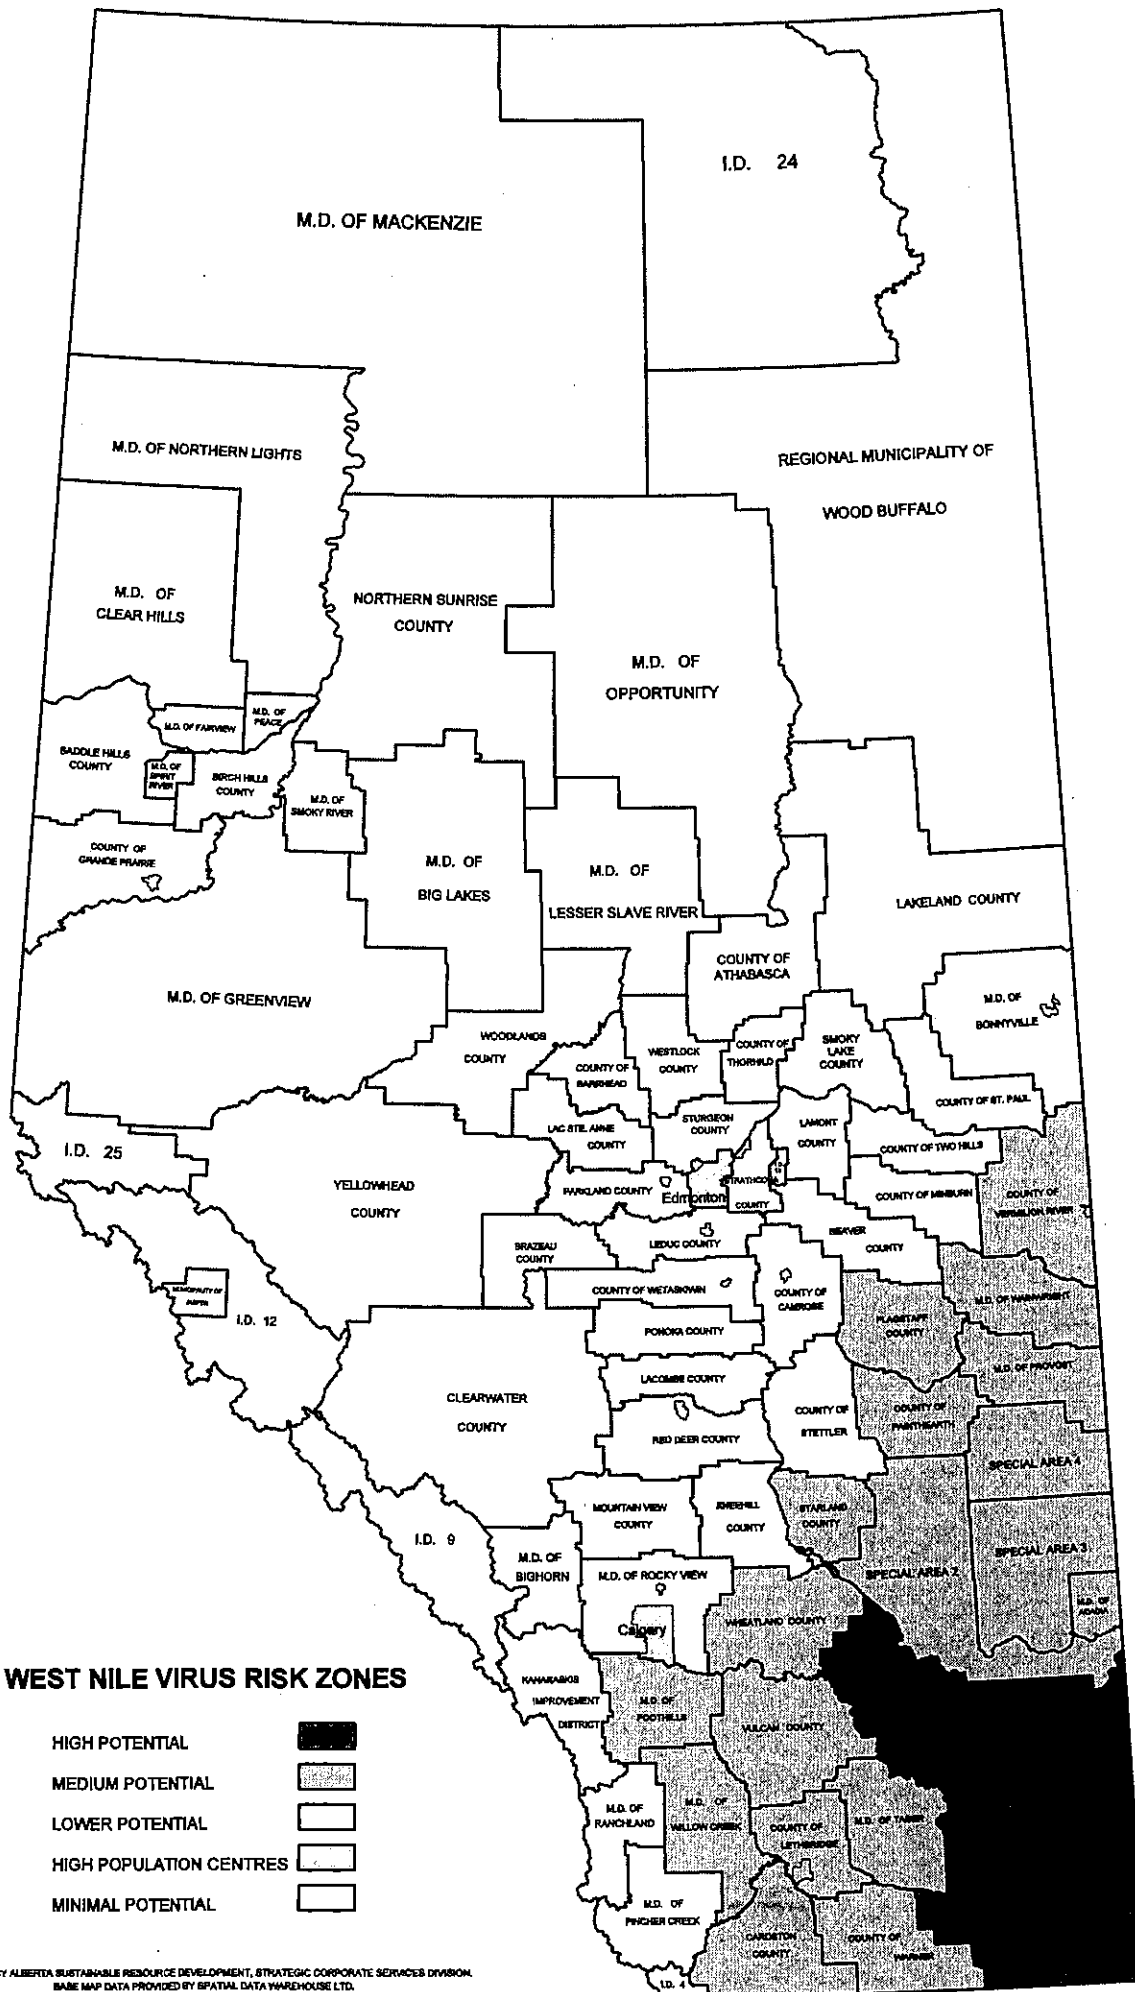 I.D. 24
M.D. OF MACKENZIE
M.D. OF NORTHERN LIGHTS
REGIONAL MUNICIPALITY OF
WOOD BUFFALO
M.D. OF
CLEAR HILLS
NORTHERN SUNRISE
COUNTY
M.D. OF
OPPORTUNITY
M.D. OF FAIRVIEW
M.D. OF
PEACE
SADDLE HILLS
COUNTY
M.D. OF
SPIRIT
RIVER
BIRCH HILLS
COUNTY
M.D. OF
SMOKY RIVER
COUNTY OF
GRANDE PRAIRIE
M.D. OF
BIG LAKES
M.D. OF
LESSER SLAVE RIVER
LAKELAND COUNTY
COUNTY OF
ATHABASCA
M.D. OF GREENVIEW
M.D. OF
BONNYVILLE
WOODLANDS
COUNTY
WESTLOCK
COUNTY
COUNTY OF
THORHILD
SMOKY
LAKE
COUNTY
COUNTY OF
BARRHEAD
COUNTY OF ST. PAUL
STURGEON
COUNTY
LAMONT
COUNTY
LAC STE. ANNE
COUNTY
COUNTY OF TWO HILLS
I.D. 25
YELLOWHEAD
COUNTY
PARKLAND COUNTY
Edmonton
STRATHCONA
COUNTY
COUNTY OF MINBURN
COUNTY OF
VERMILION RIVER
BRAZEAU
COUNTY
LEDUC COUNTY
BEAVER
COUNTY
MUNICIPALITY OF
JASPER
I.D. 12
COUNTY OF WETASKIWIN
COUNTY OF
CAMROSE
M.D. OF WAINWRIGHT
PONOKA COUNTY
FLAGSTAFF
COUNTY
M.D. OF PROVOST
CLEARWATER
COUNTY
LACOMBE COUNTY
COUNTY OF
STETTLER
COUNTY OF
PAINTEARTH
RED DEER COUNTY
SPECIAL AREA 4
MOUNTAIN VIEW
COUNTY
KNEEHILL
COUNTY
STARLAND
COUNTY
I.D. 9
M.D. OF
BIGHORN
M.D. OF ROCKY VIEW
SPECIAL AREA 2
SPECIAL AREA 3
M.D. OF
ACADIA
Calgary
WHEATLAND COUNTY
WEST NILE VIRUS RISK ZONES
KANANASKIS
IMPROVEMENT
DISTRICT
M.D. OF
FOOTHILLS
VULCAN COUNTY
HIGH POTENTIAL
MEDIUM POTENTIAL
LOWER POTENTIAL
HIGH POPULATION CENTRES
MINIMAL POTENTIAL
M.D. OF
RANCHLAND
M.D. OF
WILLOW CREEK
COUNTY OF
LETHBRIDGE
M.D. OF TABER
M.D. OF
PINCHER CREEK
CARDSTON
COUNTY
COUNTY OF
WARNER
I.D. 4
Y ALBERTA SUSTAINABLE RESOURCE DEVELOPMENT, STRATEGIC CORPORATE SERVICES DIVISION.
BASE MAP DATA PROVIDED BY SPATIAL DATA WAREHOUSE LTD.